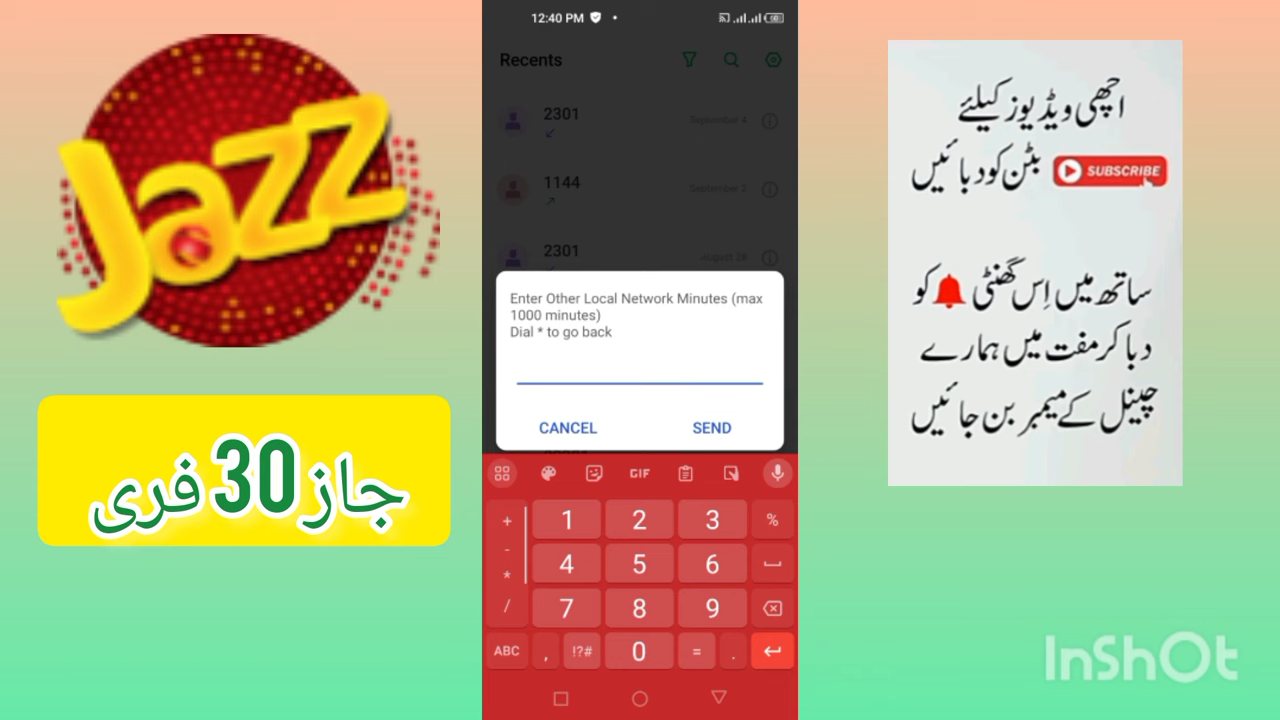 Jazz
جاز 30 فری
12:40 PM
Recents
2301
September 4
1144
September 2
2301
August 28
Enter Other Local Network Minutes (max
1000 minutes)
Dial * to go back
CANCEL
SEND
GIF
+ 1 2 3 %
-
* 4 5 6
/ 7 8 9
ABC , !?# 0 = .
اچھی ویڈیوز کیلئے
بٹن کو دبائیں SUBSCRIBE
ساتھ میں اِس گھنٹی کو
دبا کر مفت میں ہمارے
چینل کے میمبر بن جائیں
InShOt